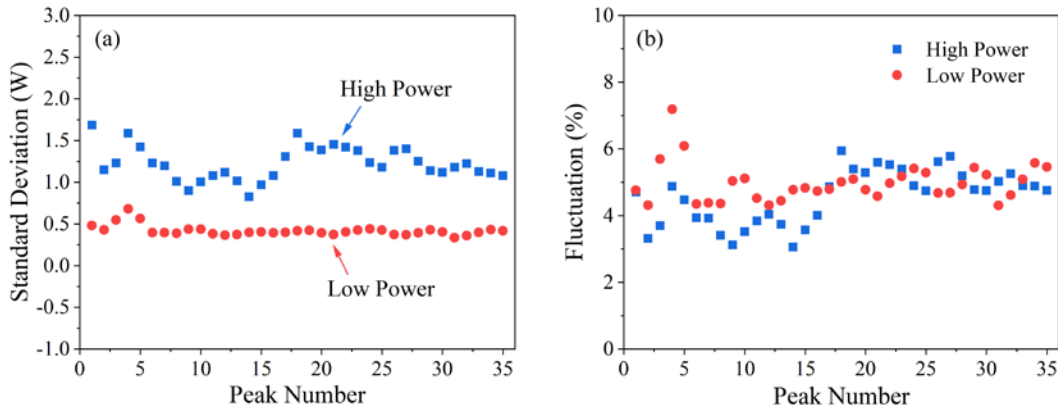 (a)
High Power
Low Power
Standard Deviation (W)
3.0
2.5
2.0
1.5
1.0
0.5
0.0
-0.5
-1.0
0 5 10 15 20 25 30 35
Peak Number
(b)
High Power
Low Power
Fluctuation (%)
10
8
6
4
2
0
0 5 10 15 20 25 30 35
Peak Number